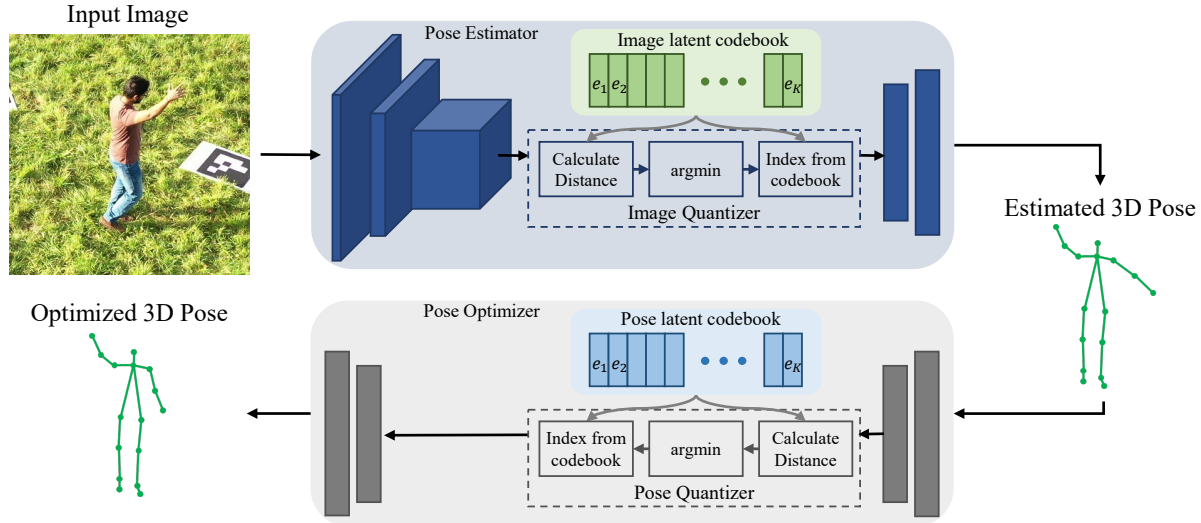 Input Image
Pose Estimator
Image latent codebook
e₁ e₂ e_K
Calculate
Distance
argmin
Index from
codebook
Image Quantizer
Estimated 3D Pose
Optimized 3D Pose
Pose Optimizer
Pose latent codebook
e₁ e₂ e_K
Index from
codebook
argmin
Calculate
Distance
Pose Quantizer